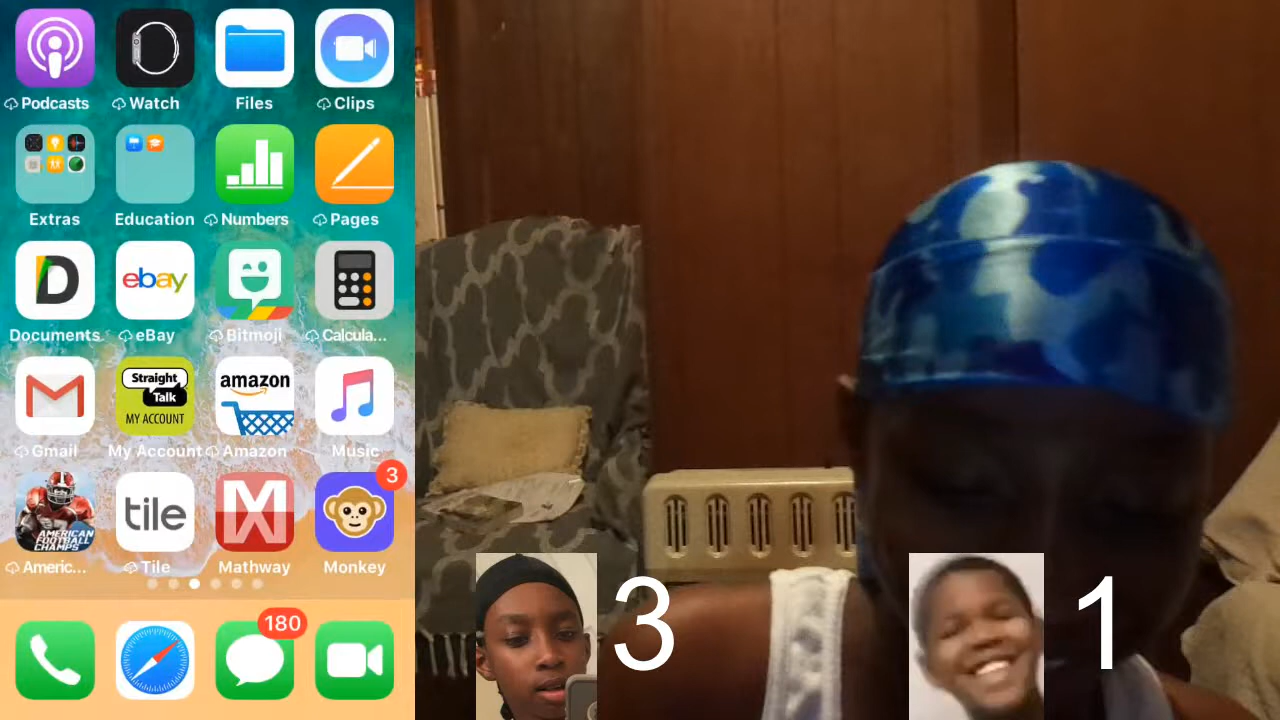 Podcasts Watch Files Clips
Extras Education Numbers Pages
D
ebay
Documents eBay Bitmoji Calcula...
Straight Talk
MY ACCOUNT
amazon
Gmail My Account Amazon Music
AMERICAN
FOOTBALL
CHAMPS
tile
3
Americ... Tile Mathway Monkey
180
3
1